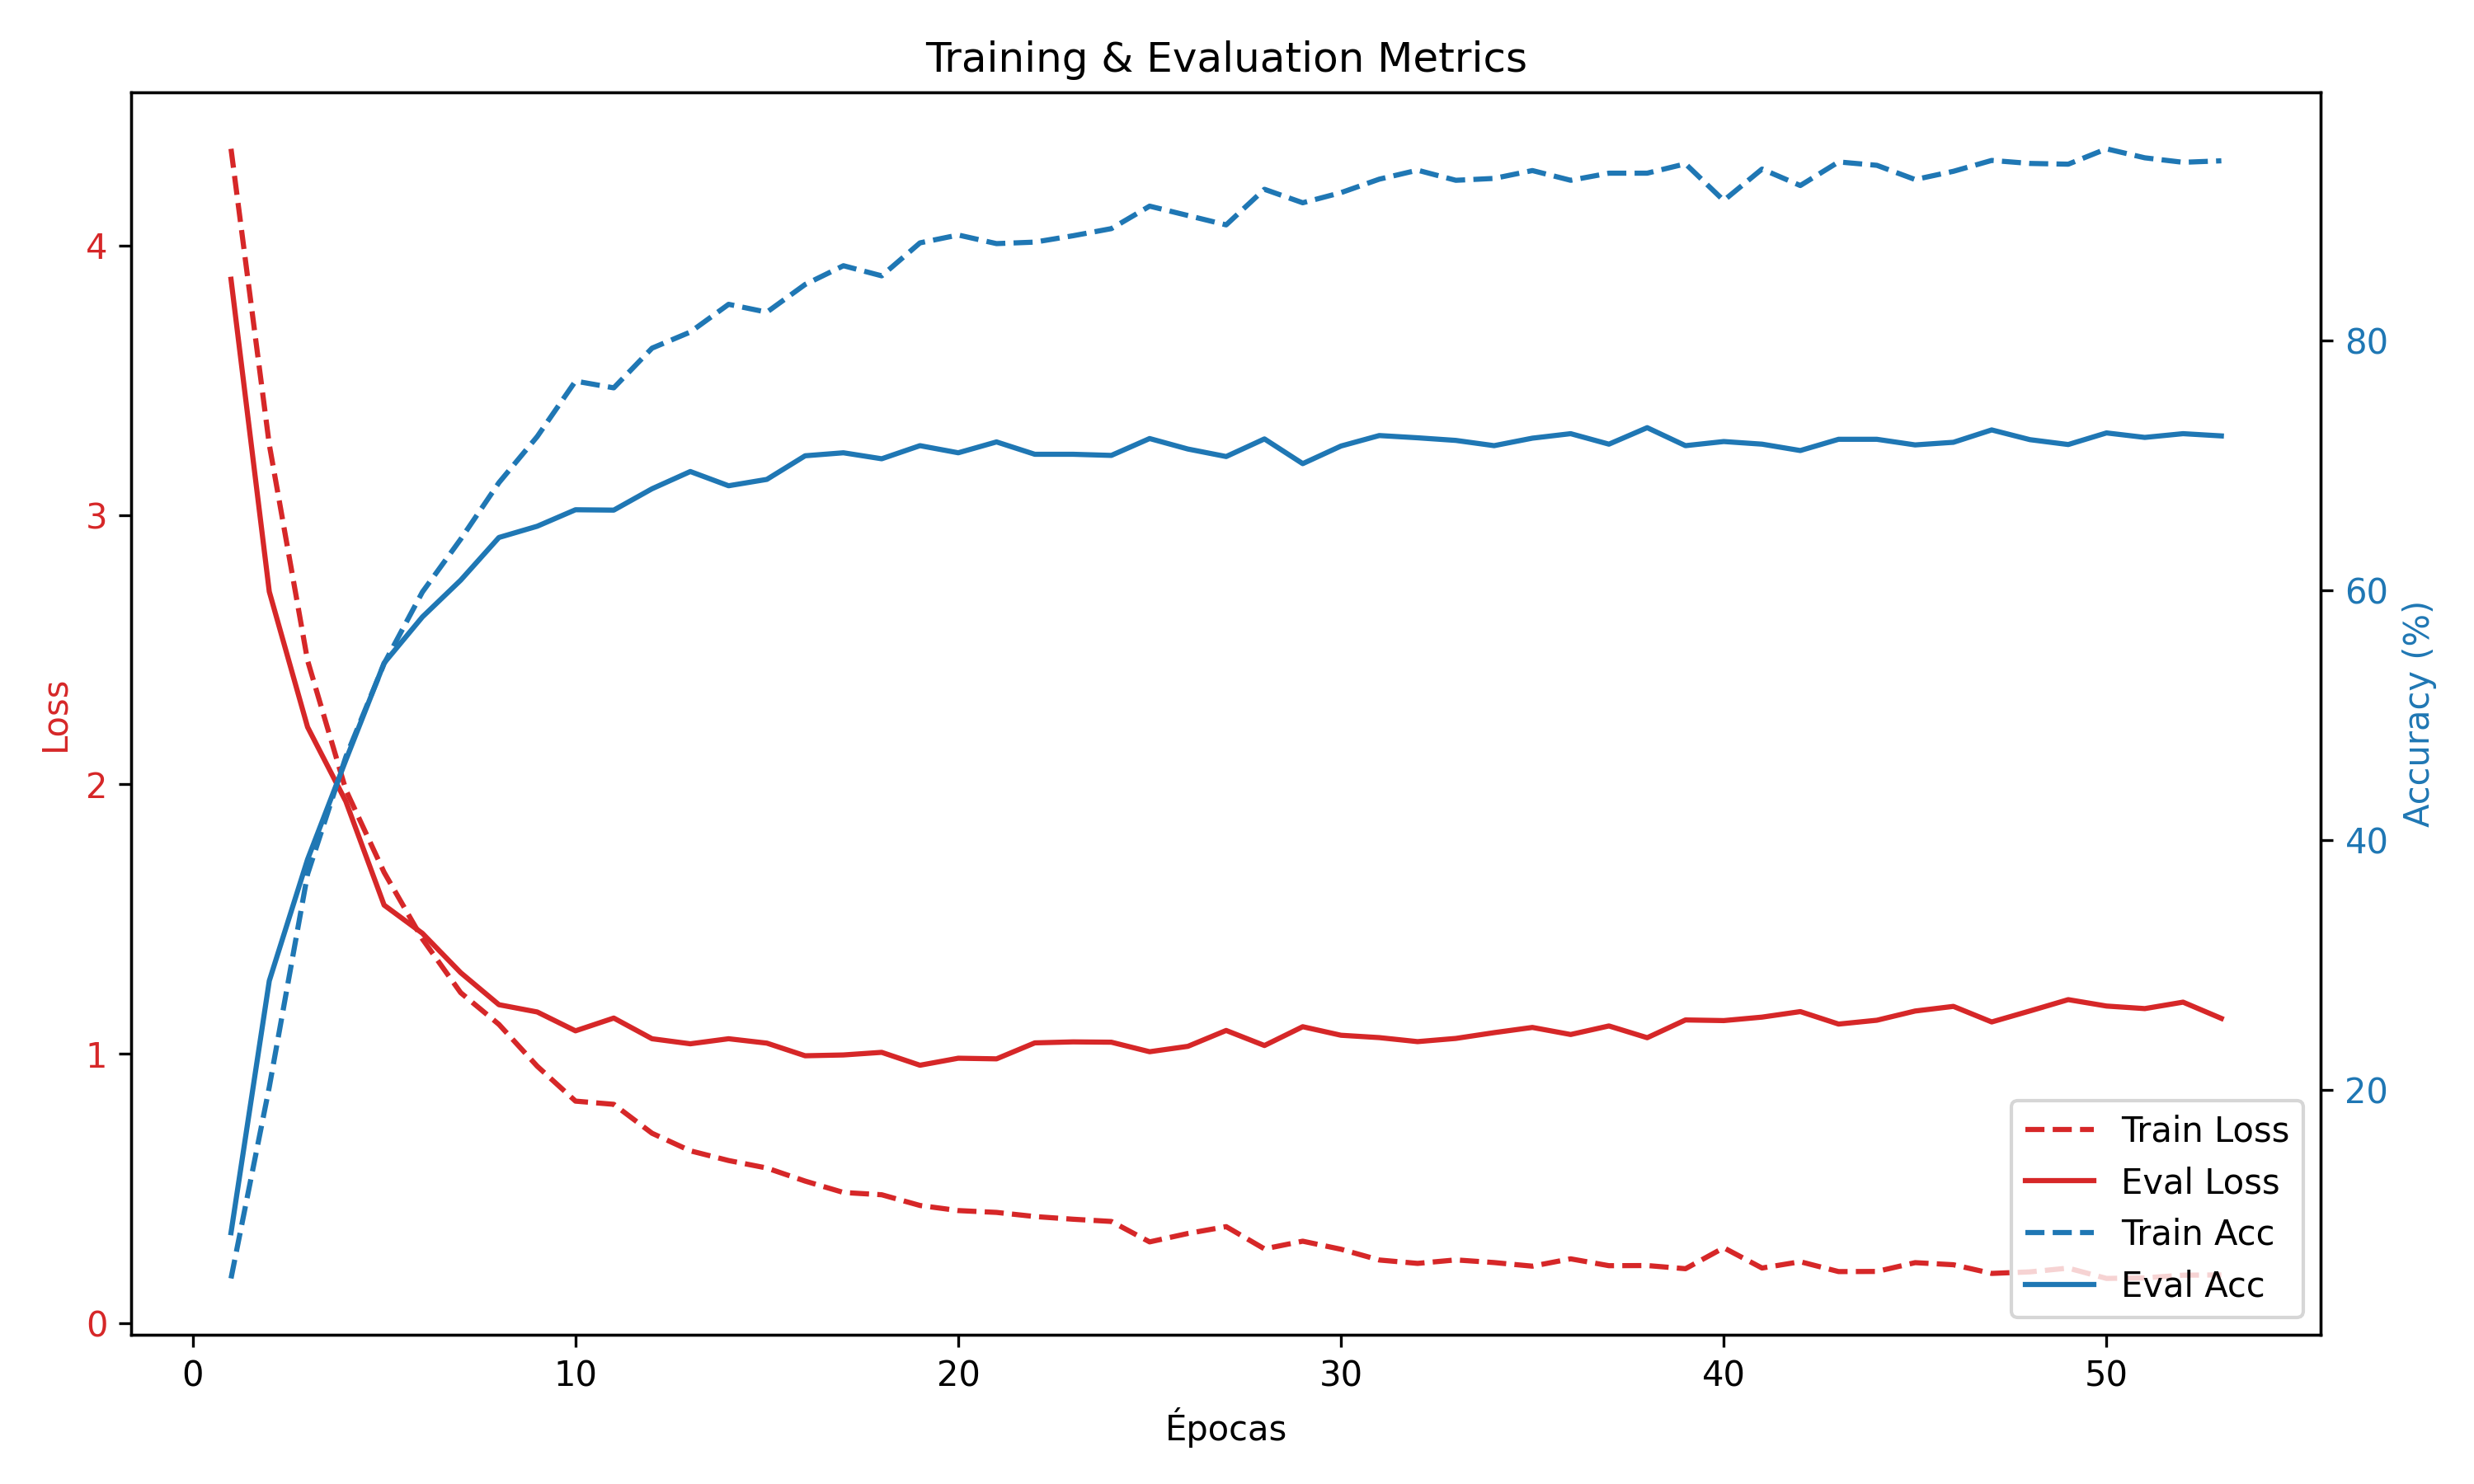 Training & Evaluation Metrics
Loss
4
3
2
1
0
80
60
40
20
Accuracy (%)
Train Loss
Eval Loss
Train Acc
Eval Acc
0 10 20 30 40 50
Épocas